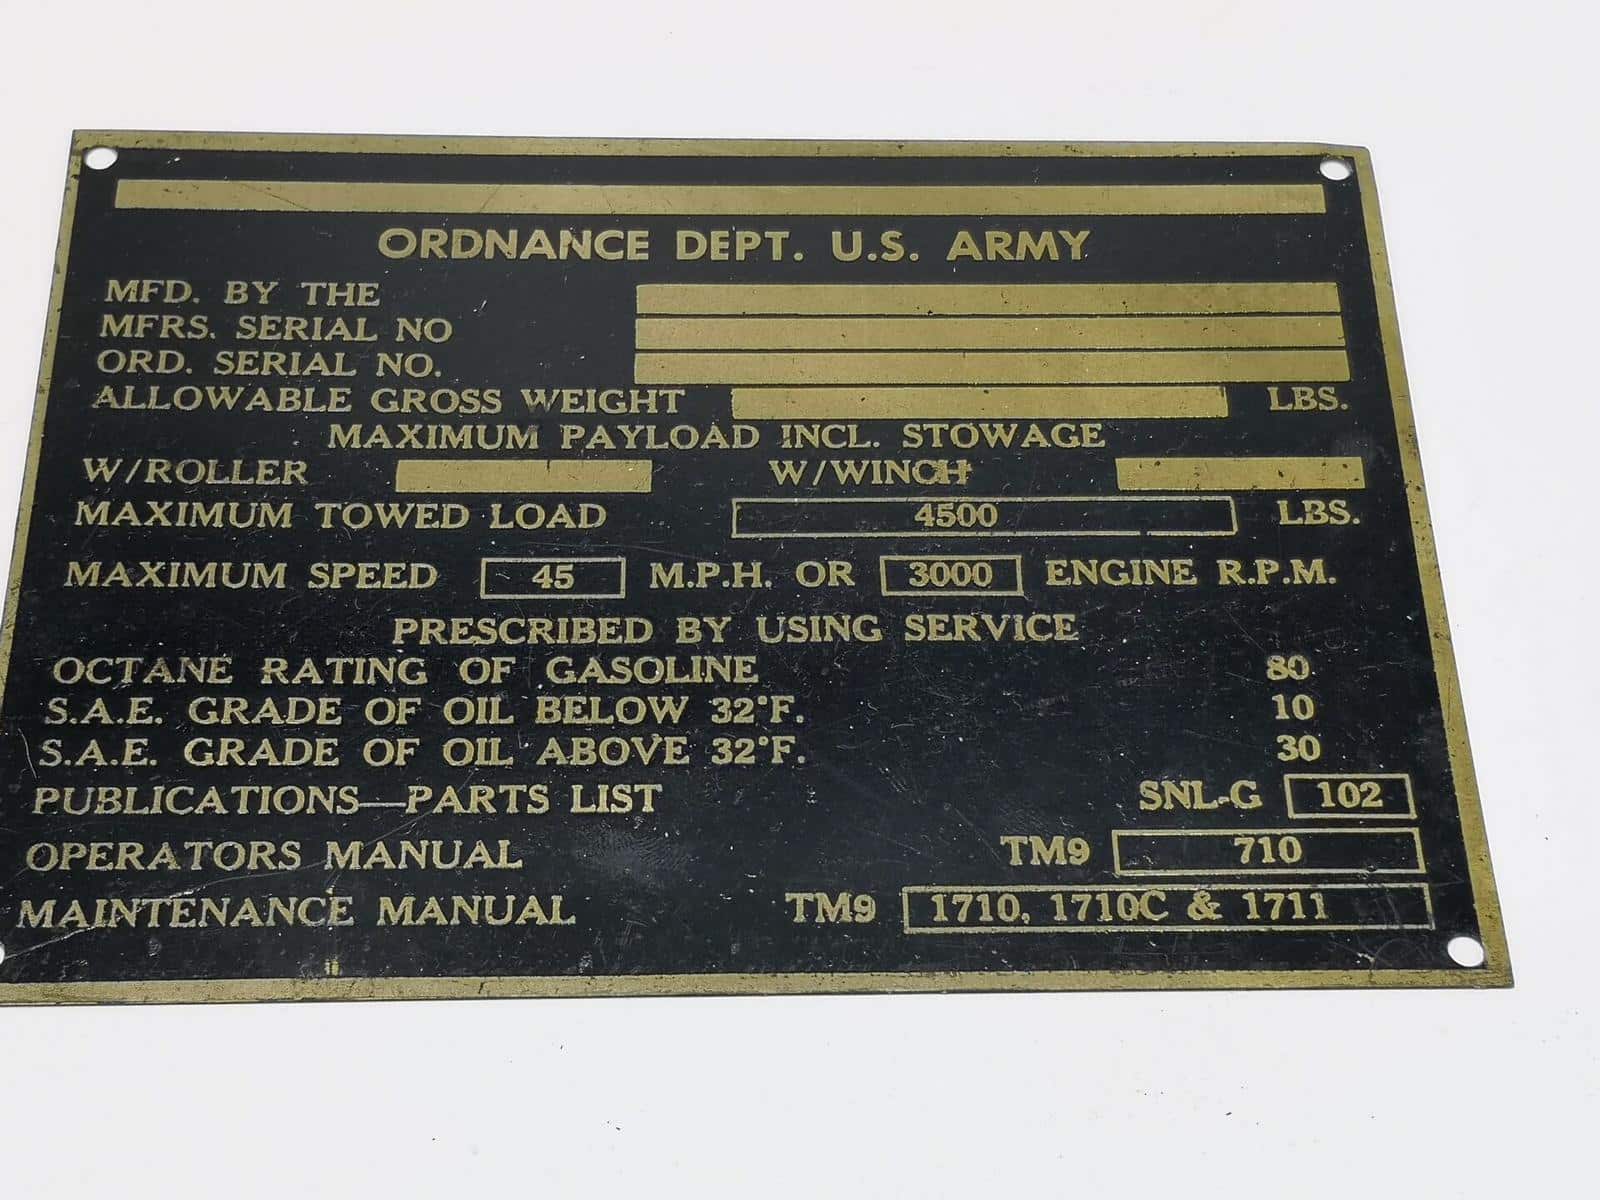 ORDNANCE DEPT. U.S. ARMY
MFD. BY THE
MFRS. SERIAL NO
ORD. SERIAL NO.
ALLOWABLE GROSS WEIGHT LBS.
MAXIMUM PAYLOAD INCL. STOWAGE
W/ROLLER W/WINCH
MAXIMUM TOWED LOAD 4500 LBS.
MAXIMUM SPEED 45 M.P.H. OR 3000 ENGINE R.P.M.
PRESCRIBED BY USING SERVICE
OCTANE RATING OF GASOLINE 80
S.A.E. GRADE OF OIL BELOW 32°F. 10
S.A.E. GRADE OF OIL ABOVE 32°F. 30
PUBLICATIONS—PARTS LIST SNL-G 102
OPERATORS MANUAL TM9 710
MAINTENANCE MANUAL TM9 1710, 1710C & 1711